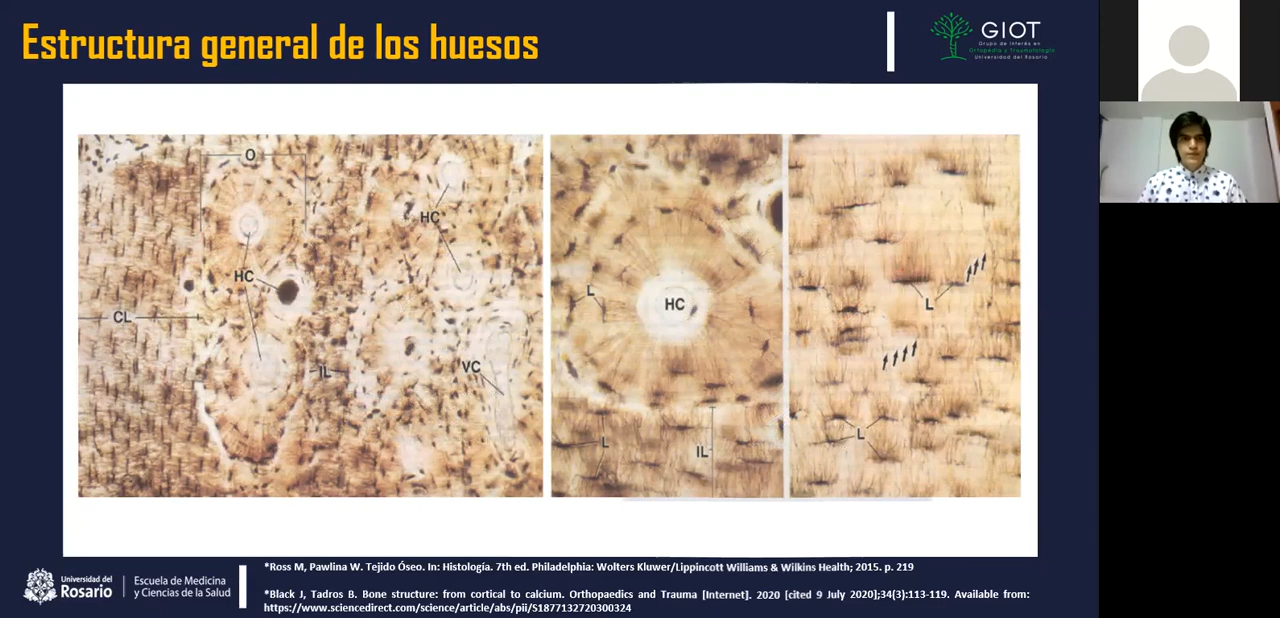 Estructura general de los huesos
GIOT
Grupo de Interés en
Ortopedia y Traumatología
Universidad del Rosario
O
HC
HC
CL
IL
VC
L
HC
L
IL
L
L
*Ross M, Pawlina W. Tejido Óseo. In: Histología. 7th ed. Philadelphia: Wolters Kluwer/Lippincott Williams & Wilkins Health; 2015. p. 219
*Black J, Tadros B. Bone structure: from cortical to calcium. Orthopaedics and Trauma [Internet]. 2020 [cited 9 July 2020];34(3):113-119. Available from:
https://www.sciencedirect.com/science/article/abs/pii/S1877132720300324
Universidad del
Rosario
Escuela de Medicina
y Ciencias de la Salud